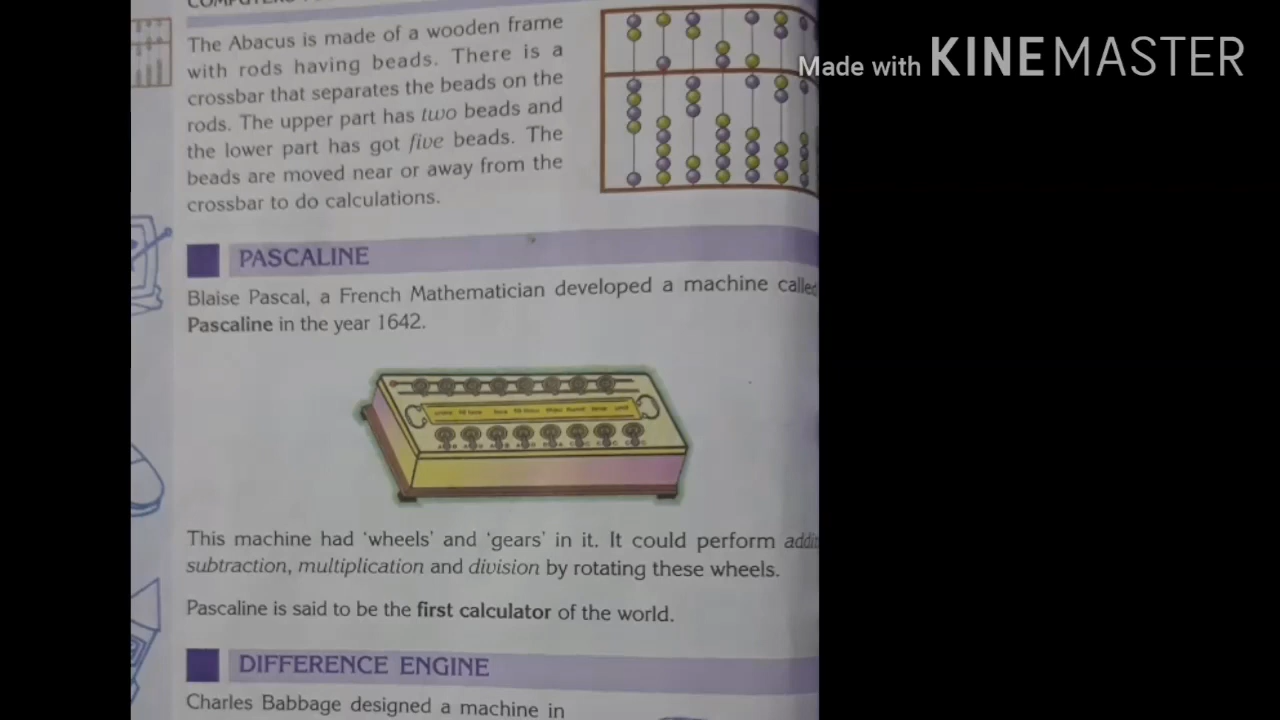 The Abacus is made of a wooden frame
with rods having beads. There is a
crossbar that separates the beads on the
rods. The upper part has two beads and
the lower part has got five beads. The
beads are moved near or away from the
crossbar to do calculations.
Made with KINEMASTER
PASCALINE
Blaise Pascal, a French Mathematician developed a machine called
Pascaline in the year 1642.
This machine had 'wheels' and 'gears' in it. It could perform
subtraction, multiplication and division by rotating these wheels.
Pascaline is said to be the first calculator of the world.
DIFFERENCE ENGINE
Charles Babbage designed a machine in